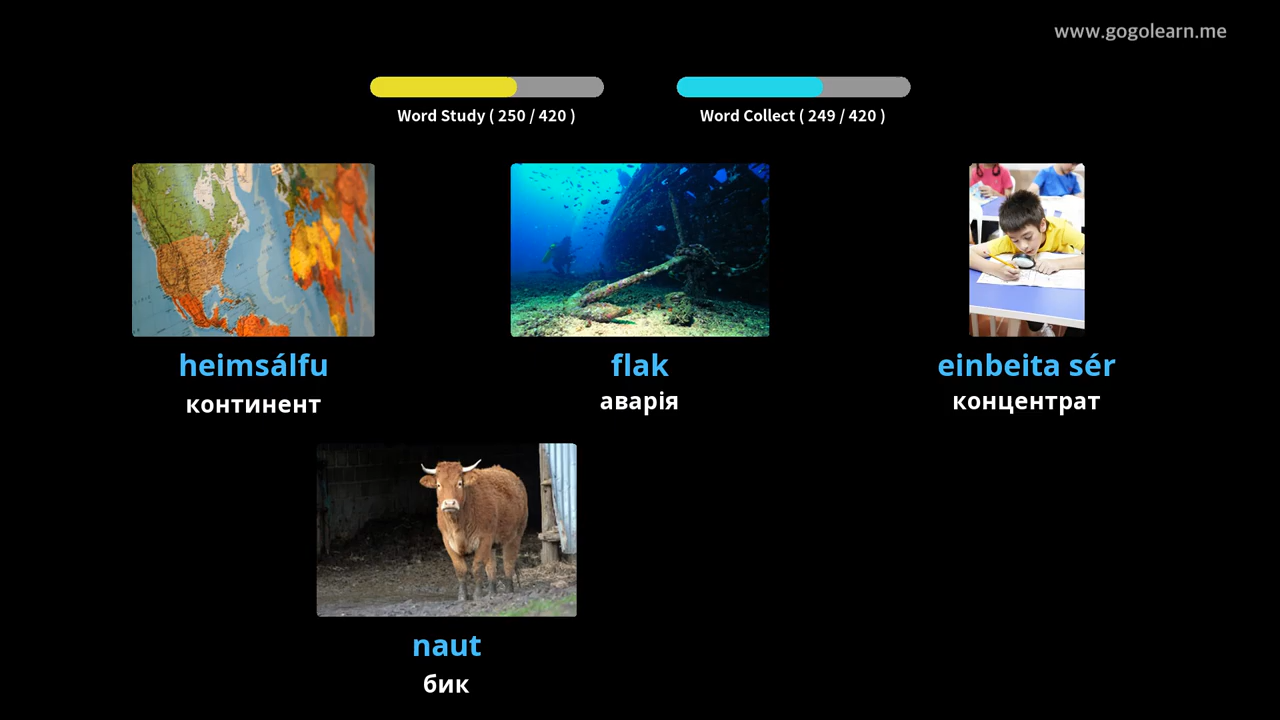 www.gogolearn.me
Word Study ( 250 / 420 )
Word Collect ( 249 / 420 )
heimsálfu
континент
flak
аварія
einbeita sér
концентрат
naut
бик